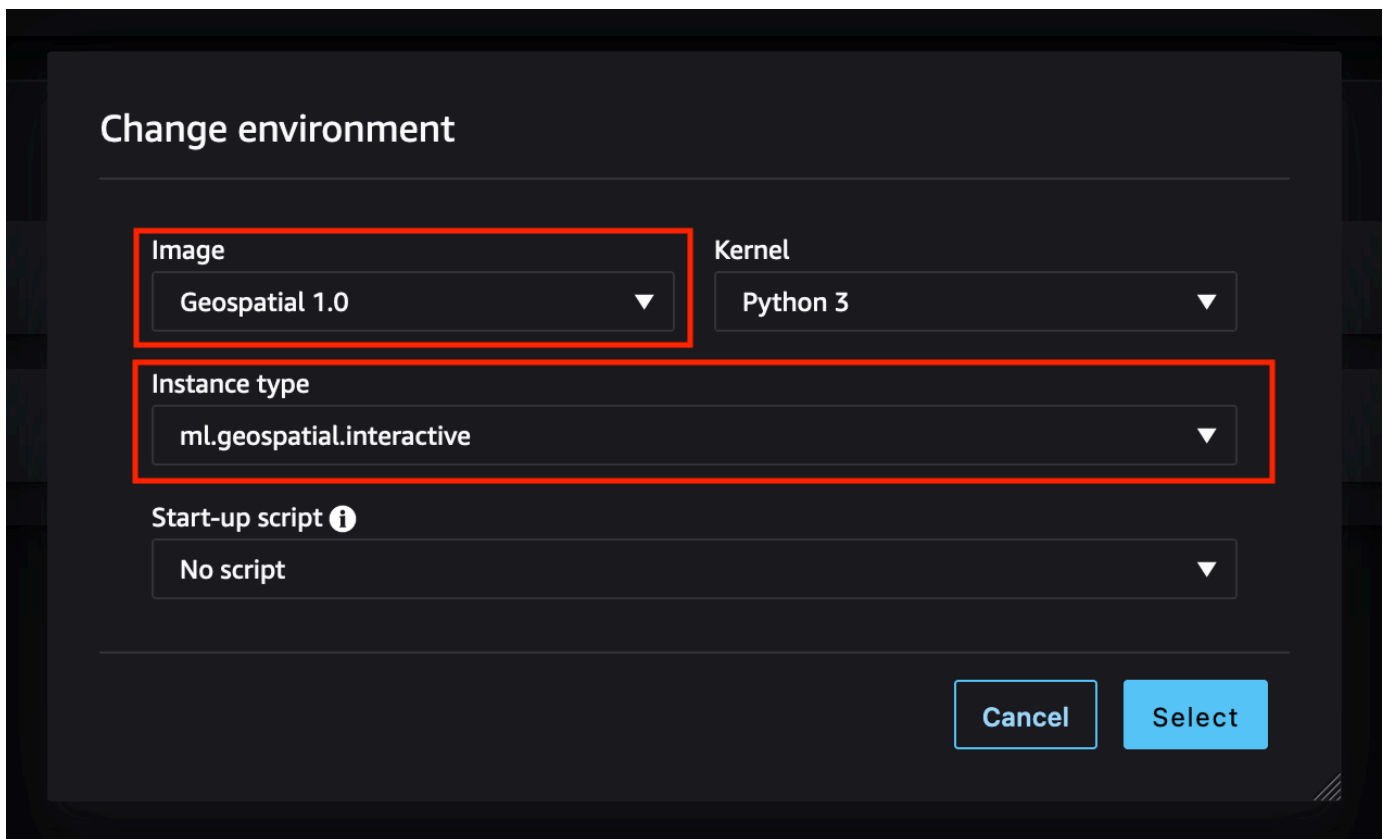 Change environment
Image
Kernel
Geospatial 1.0
Python 3
Instance type
ml.geospatial.interactive
Start-up script
No script
Cancel
Select